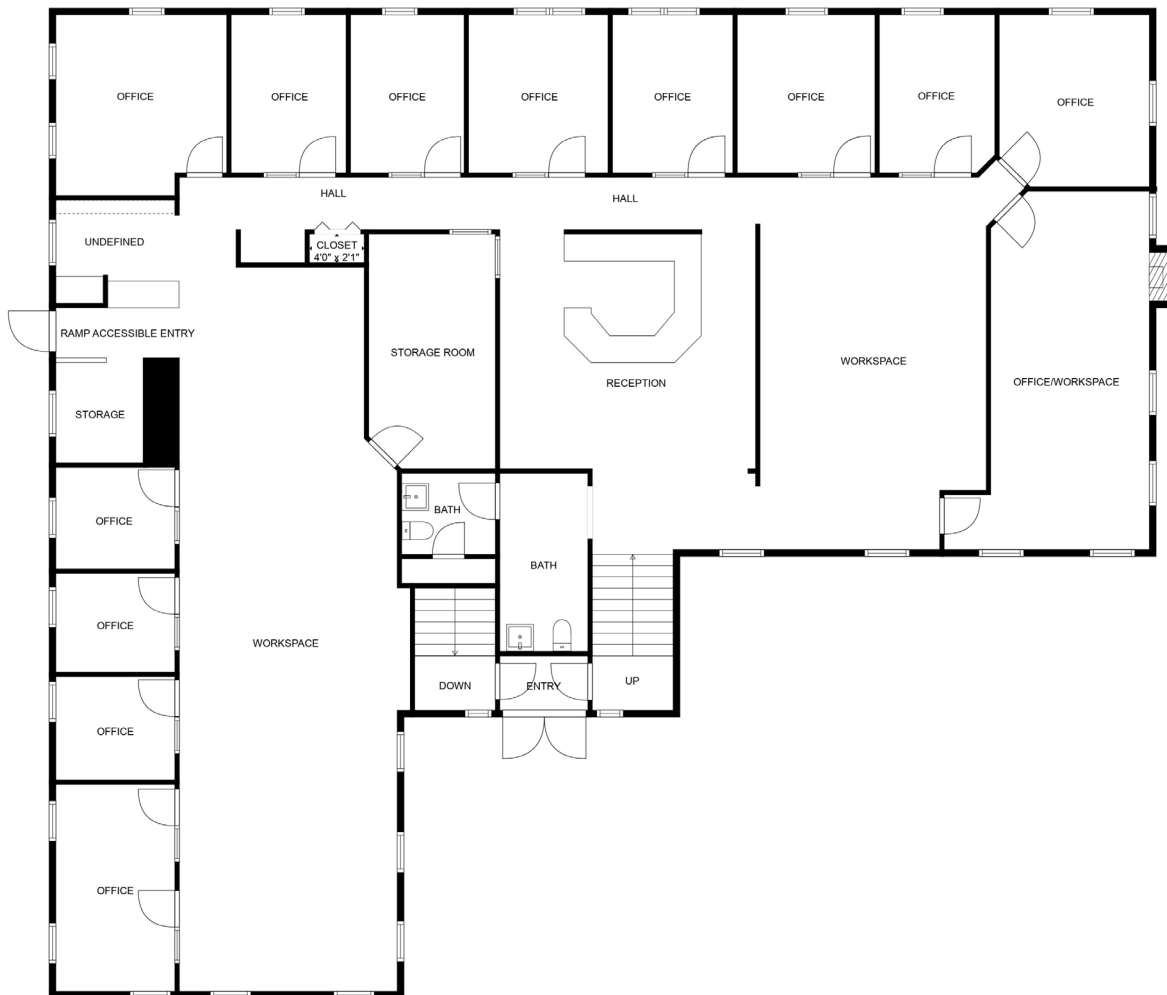 OFFICE
OFFICE
OFFICE
OFFICE
OFFICE
OFFICE
OFFICE
OFFICE
HALL
HALL
UNDEFINED
CLOSET
4'0" x 2'1"
RAMP ACCESSIBLE ENTRY
STORAGE ROOM
WORKSPACE
RECEPTION
OFFICE/WORKSPACE
STORAGE
BATH
OFFICE
BATH
OFFICE
WORKSPACE
DOWN
ENTRY
UP
OFFICE
OFFICE